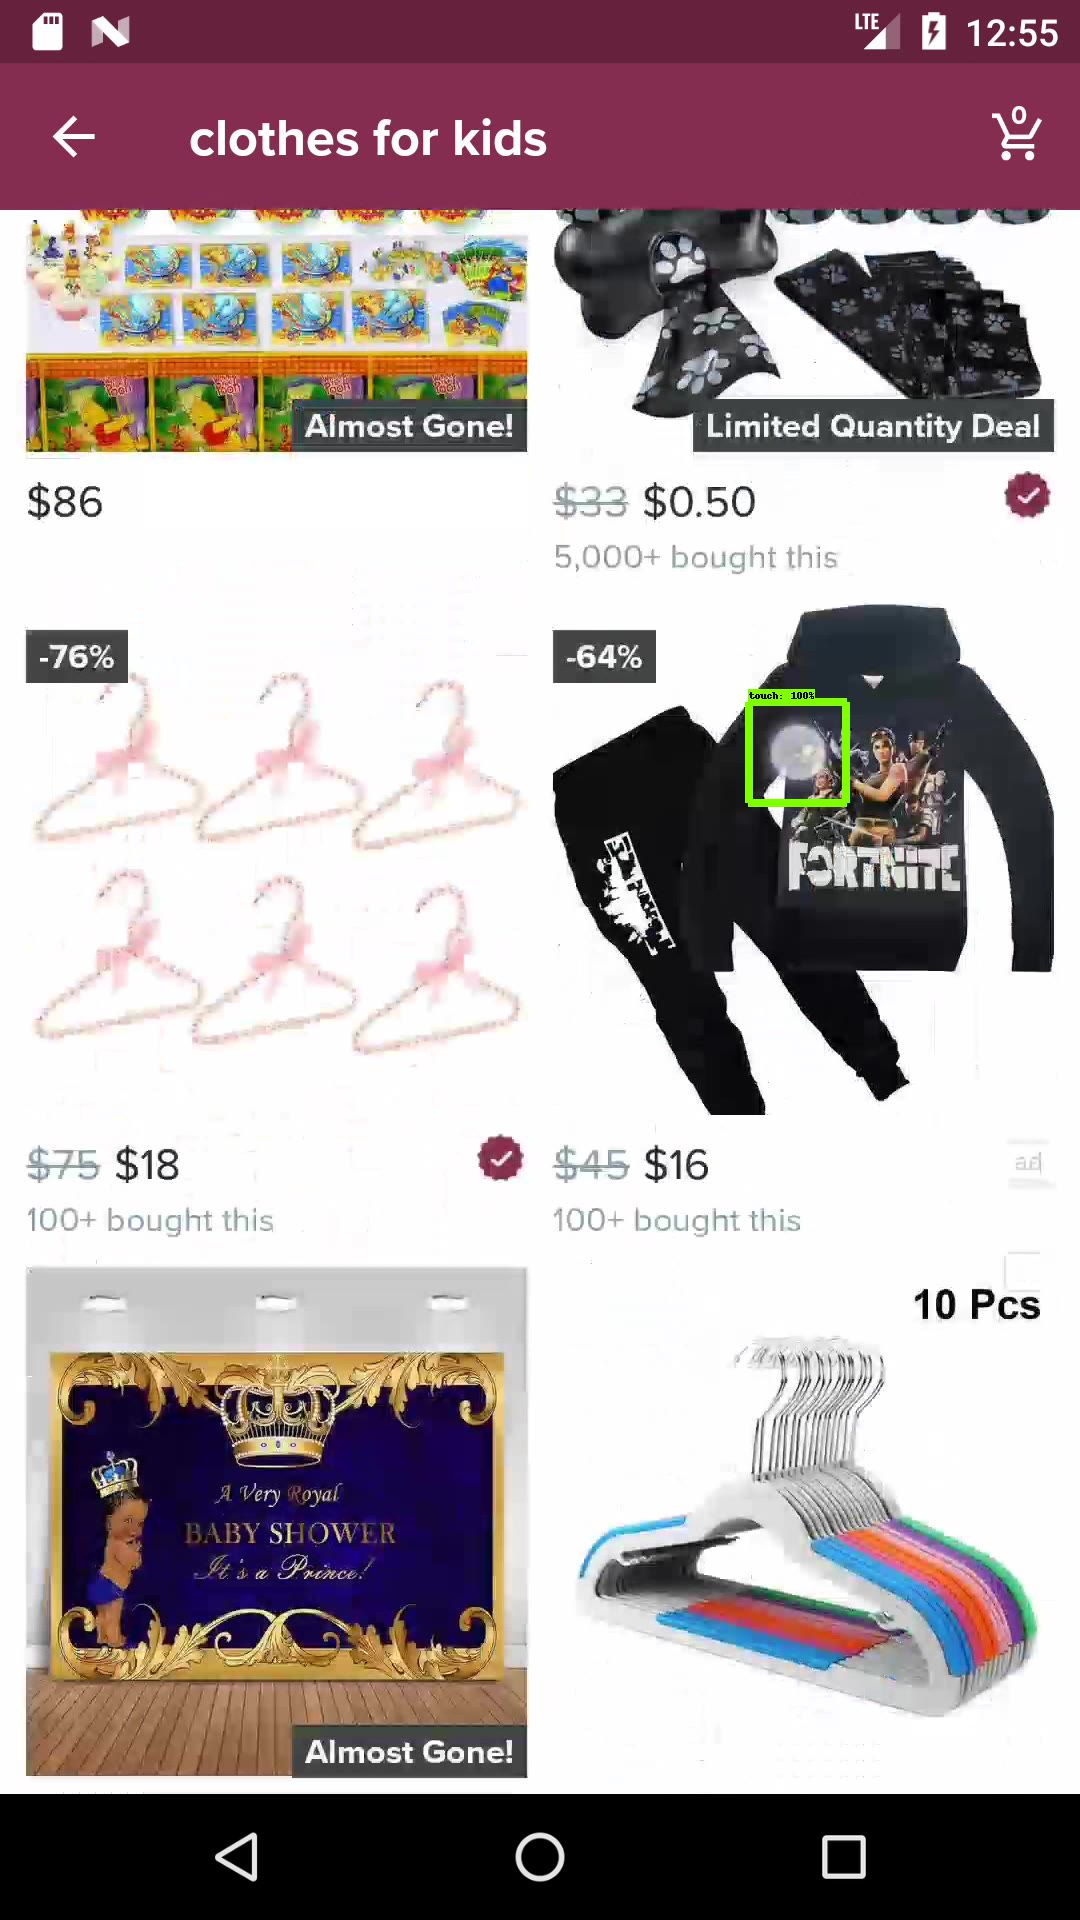 LTE 12:55
clothes for kids
0
Almost Gone!
Limited Quantity Deal
$86
$33 $0.50
5,000+ bought this
-76%
-64%
touch: 100%
FORTNITE
$75 $18
$45 $16
ad
100+ bought this
100+ bought this
10 Pcs
A Very Royal
BABY SHOWER
It's a Prince!
Almost Gone!